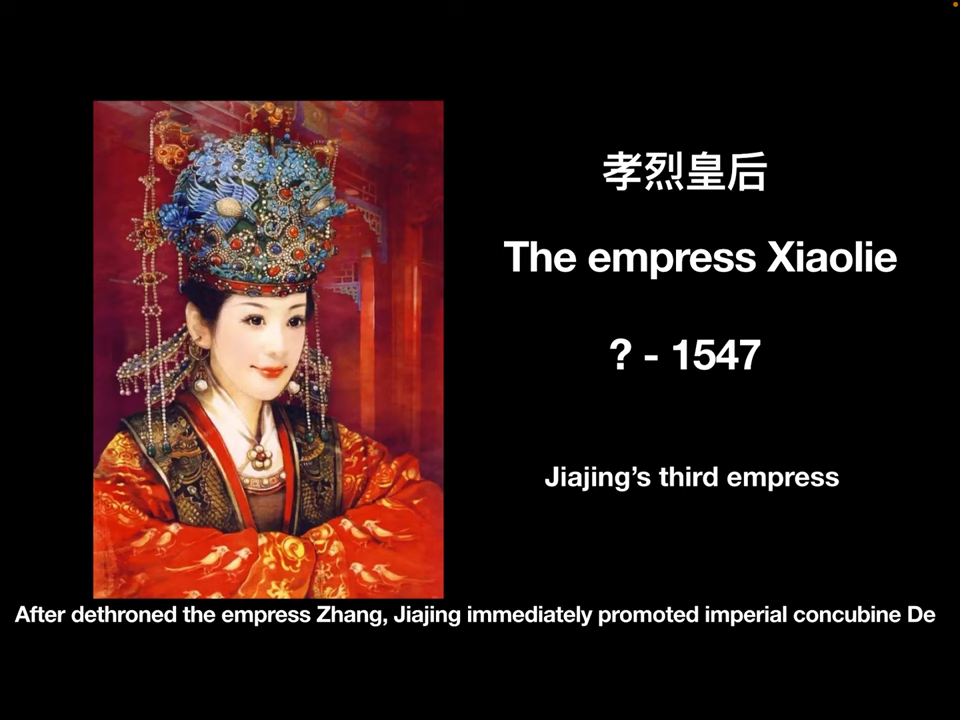 孝烈皇后
The empress Xiaolie
? - 1547
Jiajing’s third empress
After dethroned the empress Zhang, Jiajing immediately promoted imperial concubine De